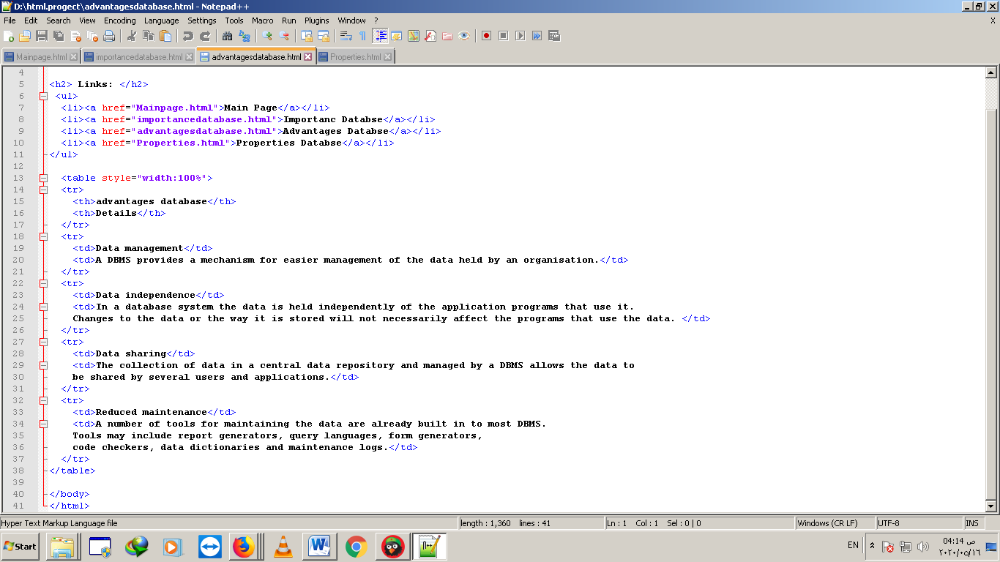 D:\html.progect\advantagesdatabase.html - Notepad++
File Edit Search View Encoding Language Settings Tools Macro Run Plugins Window ? X
Mainpage.html importancedatabase.html advantagesdatabase.html Properties.html
4
5 <h2> Links: </h2>
6 <ul>
7 <li><a href="Mainpage.html">Main Page</a></li>
8 <li><a href="importancedatabase.html">Importanc Databse</a></li>
9 <li><a href="advantagesdatabase.html">Advantages Databse</a></li>
10 <li><a href="Properties.html">Properties Databse</a></li>
11 </ul>
12
13 <table style="width:100%">
14 <tr>
15 <th>advantages database</th>
16 <th>Details</th>
17 </tr>
18 <tr>
19 <td>Data management</td>
20 <td>A DBMS provides a mechanism for easier management of the data held by an organisation.</td>
21 </tr>
22 <tr>
23 <td>Data independence</td>
24 <td>In a database system the data is held independently of the application programs that use it.
25 Changes to the data or the way it is stored will not necessarily affect the programs that use the data. </td>
26 </tr>
27 <tr>
28 <td>Data sharing</td>
29 <td>The collection of data in a central data repository and managed by a DBMS allows the data to
30 be shared by several users and applications.</td>
31 </tr>
32 <tr>
33 <td>Reduced maintenance</td>
34 <td>A number of tools for maintaining the data are already built in to most DBMS.
35 Tools may include report generators, query languages, form generators,
36 code checkers, data dictionaries and maintenance logs.</td>
37 </tr>
38 </table>
39
40 </body>
41 </html>
Hyper Text Markup Language file length : 1,360 lines : 41 Ln : 1 Col : 1 Sel : 0 | 0 Windows (CR LF) UTF-8 INS
Start EN 04:14 ص
٢٠٢٠/٠٥/١٦